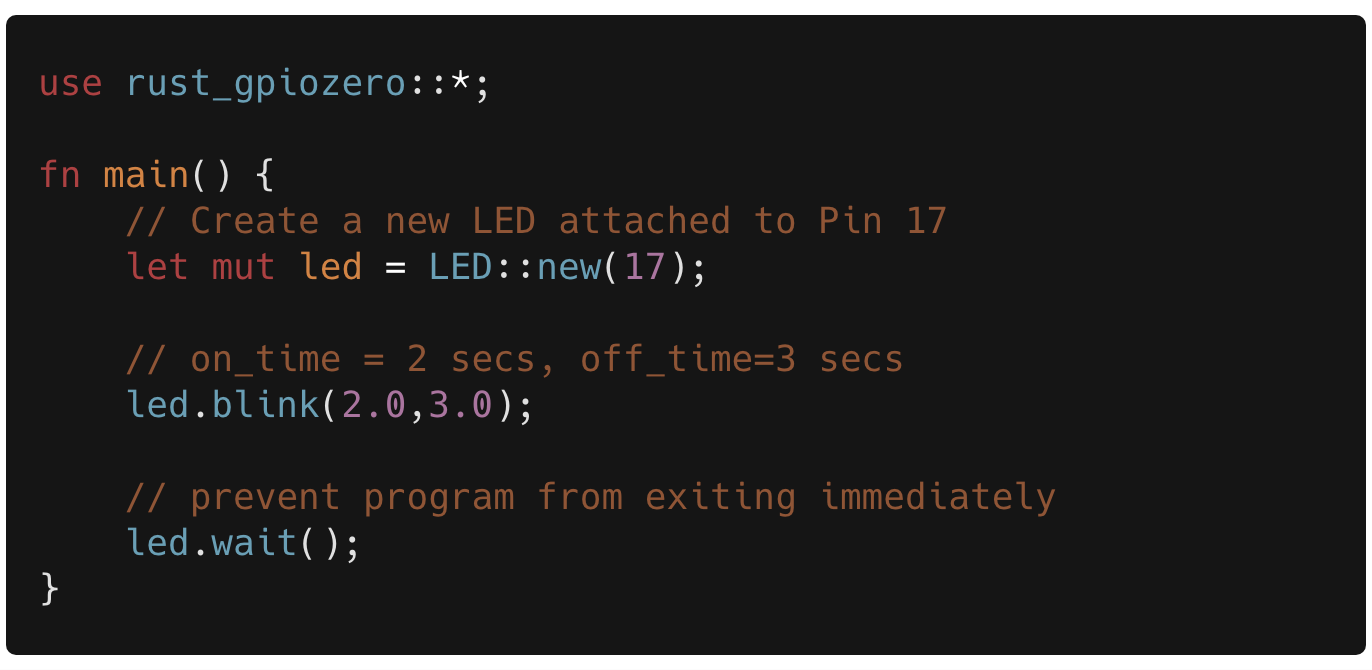 use rust_gpiozero::*;

fn main() {
    // Create a new LED attached to Pin 17
    let mut led = LED::new(17);

    // on_time = 2 secs, off_time=3 secs
    led.blink(2.0,3.0);

    // prevent program from exiting immediately
    led.wait();
}